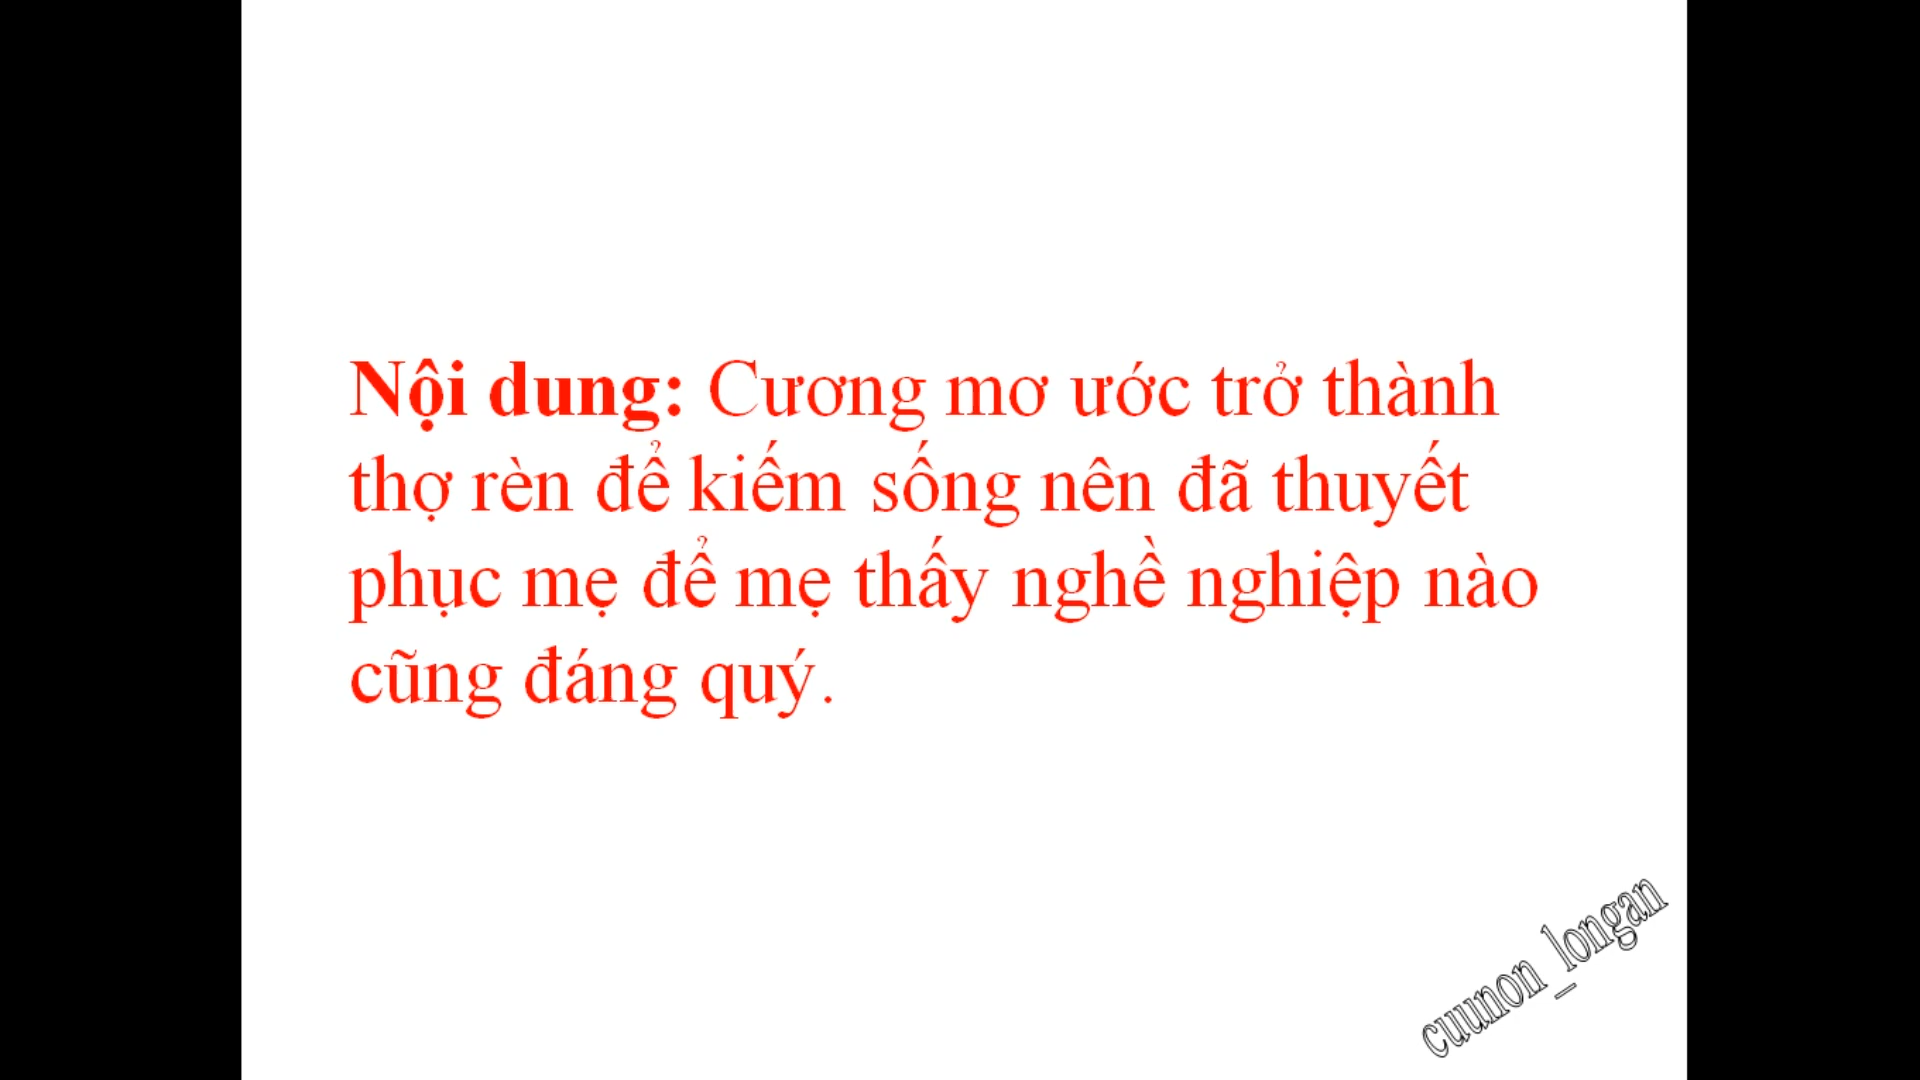 Nội dung: Cương mơ ước trở thành
thợ rèn để kiếm sống nên đã thuyết
phục mẹ để mẹ thấy nghề nghiệp nào
cũng đáng quý.
cuunon_longan